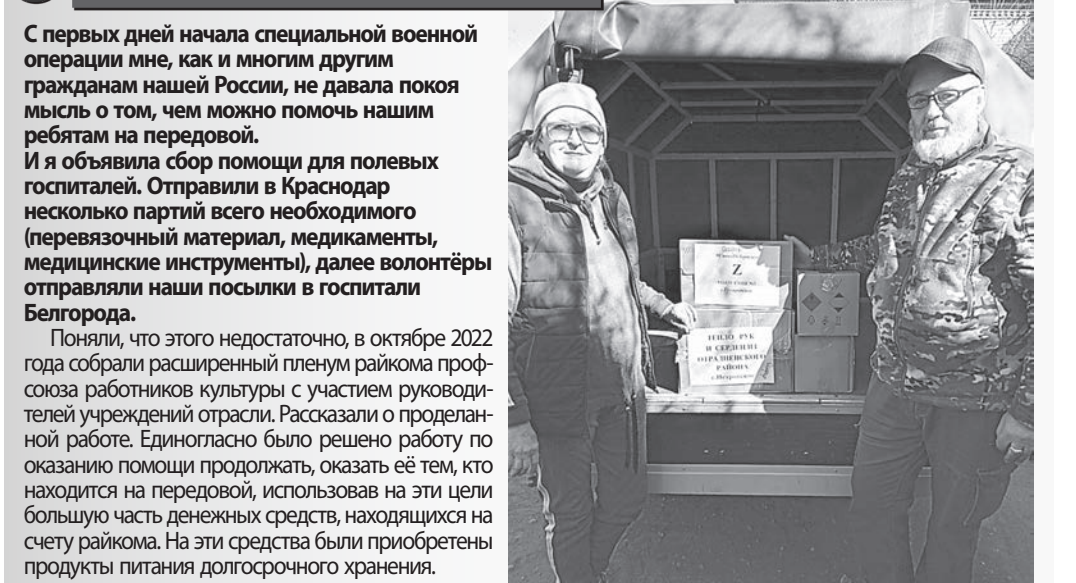 С первых дней начала специальной военной
операции мне, как и многим другим
гражданам нашей России, не давала покоя
мысль о том, чем можно помочь нашим
ребятам на передовой.
И я объявила сбор помощи для полевых
госпиталей. Отправили в Краснодар
несколько партий всего необходимого
(перевязочный материал, медикаменты,
медицинские инструменты), далее волонтёры
отправляли наши посылки в госпитали
Белгорода.
Поняли, что этого недостаточно, в октябре 2022
года собрали расширенный пленум райкома проф-
союза работников культуры с участием руководи-
телей учреждений отрасли. Рассказали о проделан-
ной работе. Единогласно было решено работу по
оказанию помощи продолжать, оказать её тем, кто
находится на передовой, использовав на эти цели
большую часть денежных средств, находящихся на
счету райкома. На эти средства были приобретены
продукты питания долгосрочного хранения.
Z
ТЕПЛО РУК
И СЕРДЕЦ ИЗ
ОТРАДНЕНСКОГО
РАЙОНА